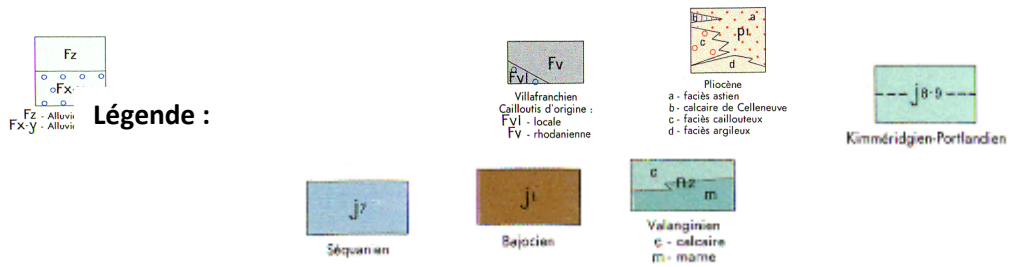 Fz
Fx-
Fz - Alluvi
Fx-y - Alluvi
Légende :
Fv
Fvl
Villafranchien
Cailloutis d'origine :
Fvl - locale
Fv - rhodanienne
b
a
p1
c
d
Pliocène
a - faciès astien
b - calcaire de Celleneuve
c - faciès caillouteux
d - faciès argileux
j8-9
Kimméridgien-Portlandien
j7
Séquanien
j1
Bajocien
c
n2
m
Valanginien
c - calcaire
m - marne